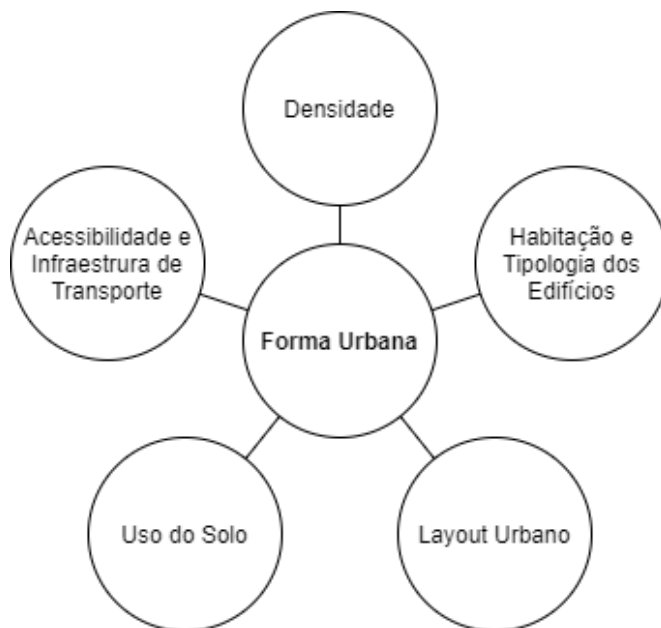 Densidade
Acessibilidade e
Infraestrura de
Transporte
Habitação e
Tipologia dos
Edifícios
Forma Urbana
Uso do Solo
Layout Urbano